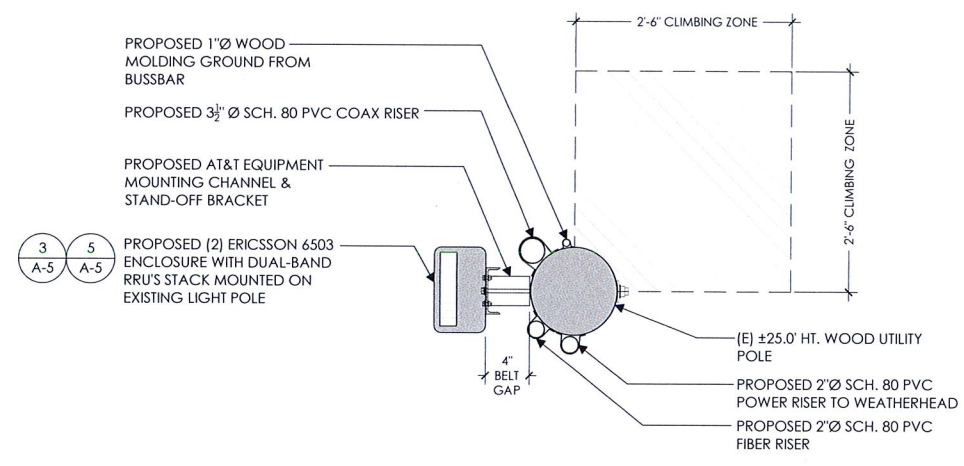 2'-6" CLIMBING ZONE
PROPOSED 1"Ø WOOD
MOLDING GROUND FROM
BUSSBAR
PROPOSED 3½" Ø SCH. 80 PVC COAX RISER
PROPOSED AT&T EQUIPMENT
MOUNTING CHANNEL &
STAND-OFF BRACKET
2'-6" CLIMBING ZONE
3
A-5
5
A-5
PROPOSED (2) ERICSSON 6503
ENCLOSURE WITH DUAL-BAND
RRU'S STACK MOUNTED ON
EXISTING LIGHT POLE
4"
BELT
GAP
(E) ±25.0' HT. WOOD UTILITY
POLE
PROPOSED 2"Ø SCH. 80 PVC
POWER RISER TO WEATHERHEAD
PROPOSED 2"Ø SCH. 80 PVC
FIBER RISER